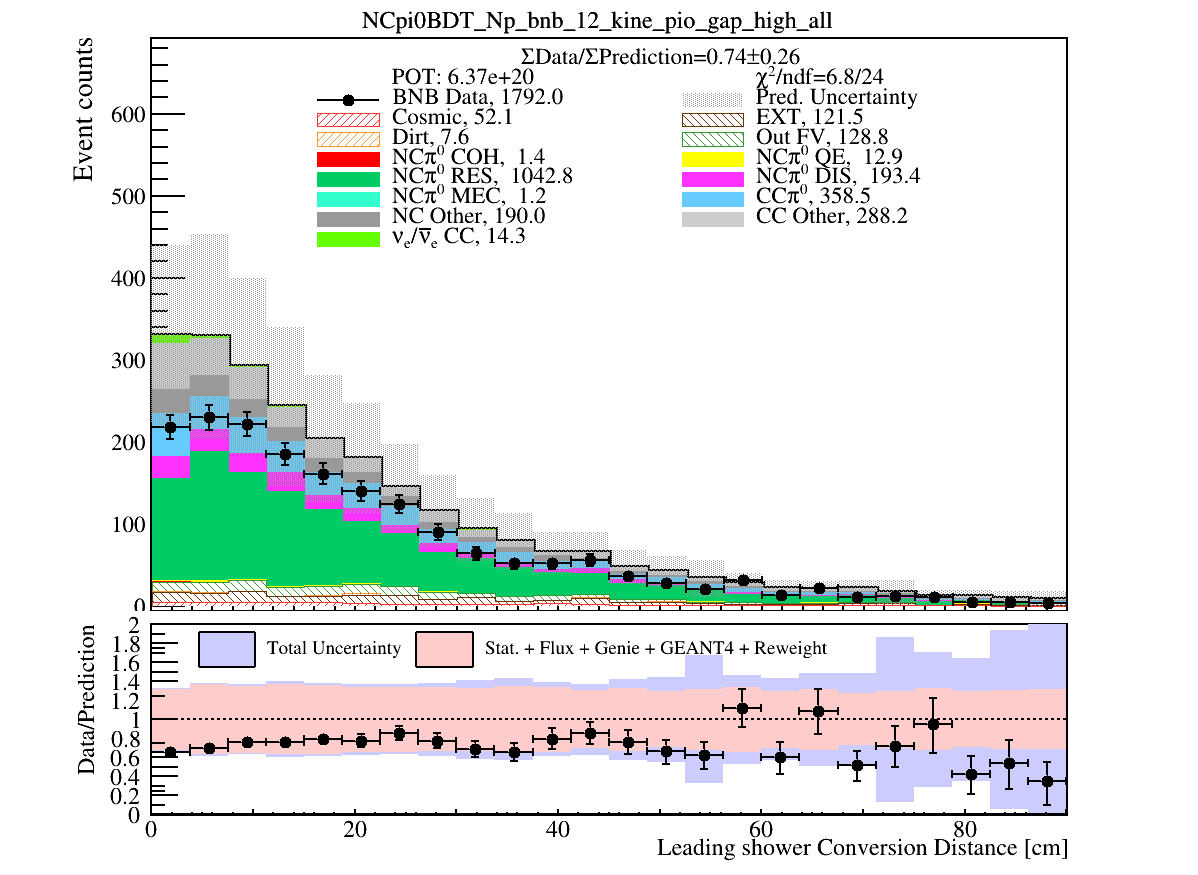 NCpi0BDT_Np_bnb_12_kine_pio_gap_high_all
ΣData/ΣPrediction=0.74±0.26
POT: 6.37e+20
χ²/ndf=6.8/24
BNB Data, 1792.0
Pred. Uncertainty
Cosmic, 52.1
EXT, 121.5
Dirt, 7.6
Out FV, 128.8
NCπ⁰ COH, 1.4
NCπ⁰ QE, 12.9
NCπ⁰ RES, 1042.8
NCπ⁰ DIS, 193.4
NCπ⁰ MEC, 1.2
CCπ⁰, 358.5
NC Other, 190.0
CC Other, 288.2
νₑ/ν̅ₑ CC, 14.3
Event counts
600
500
400
300
200
100
0
Total Uncertainty
Stat. + Flux + Genie + GEANT4 + Reweight
Data/Prediction
2
1.8
1.6
1.4
1.2
1
0.8
0.6
0.4
0.2
0
0 20 40 60 80
Leading shower Conversion Distance [cm]